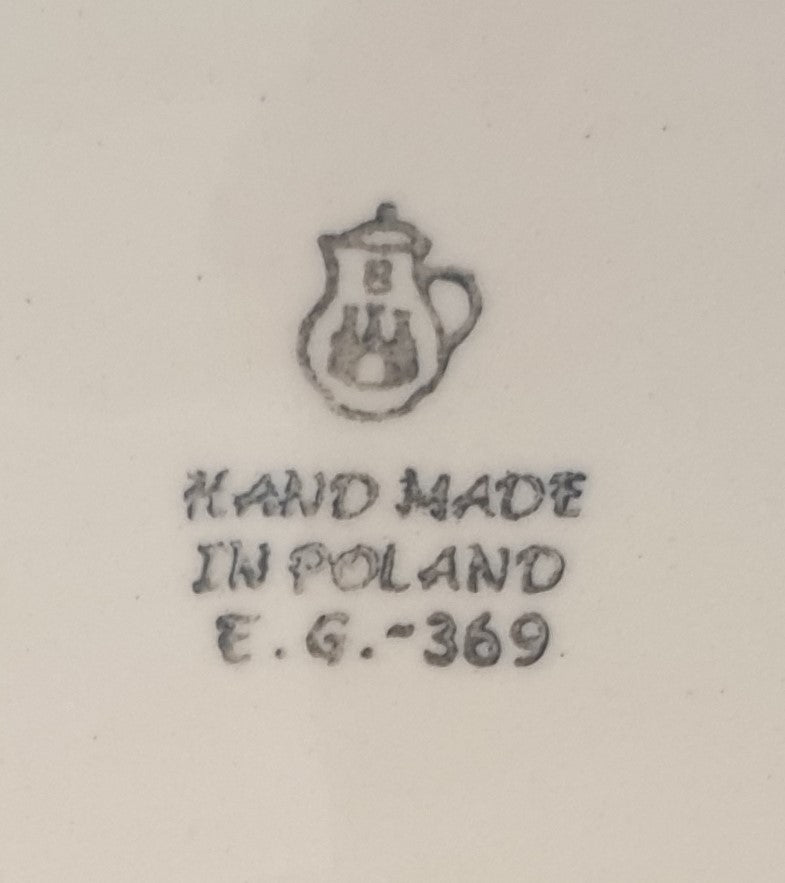 B
HAND MADE
IN POLAND
E.G.-369